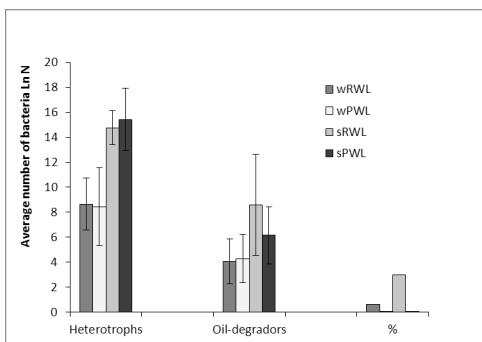 Average number of bacteria Ln N
20
18
16
14
12
10
8
6
4
2
0
wRWL
wPWL
sRWL
sPWL
Heterotrophs Oil-degradors %